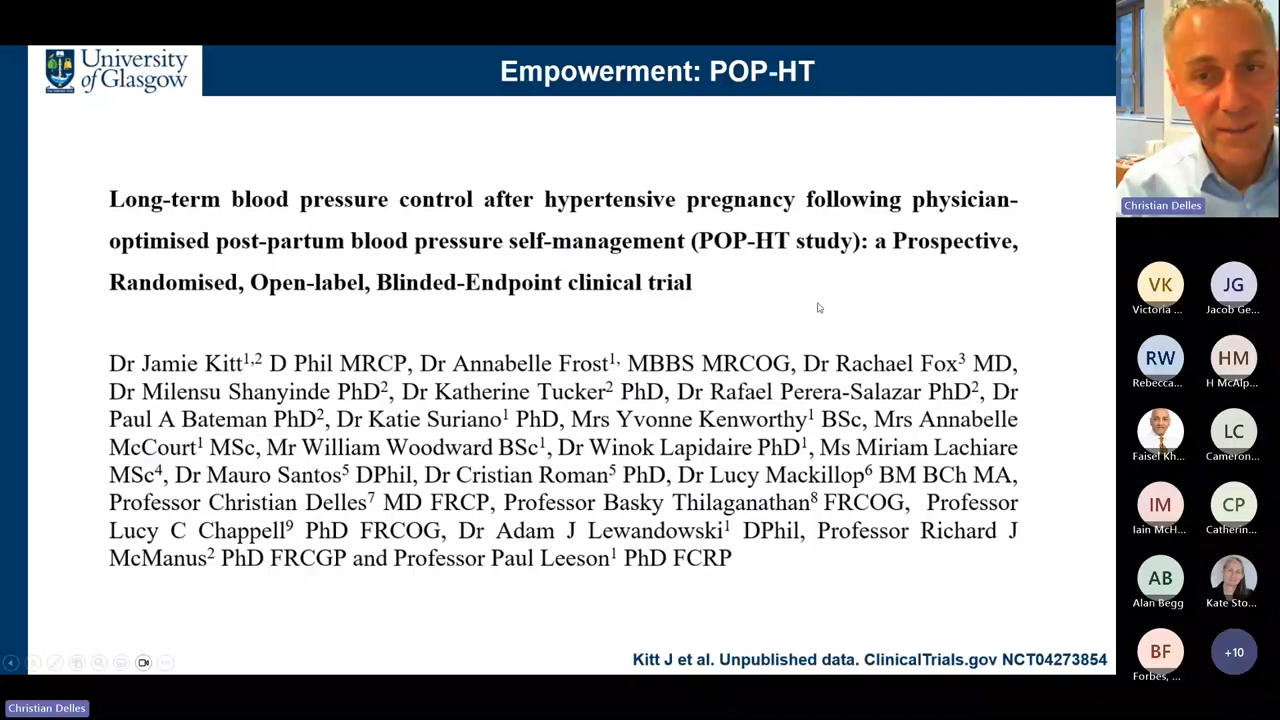 University
of Glasgow
Empowerment: POP-HT
Long-term blood pressure control after hypertensive pregnancy following physician-
optimised post-partum blood pressure self-management (POP-HT study): a Prospective,
Randomised, Open-label, Blinded-Endpoint clinical trial
Dr Jamie Kitt1,2 D Phil MRCP, Dr Annabelle Frost1, MBBS MRCOG, Dr Rachael Fox3 MD,
Dr Milensu Shanyinde PhD2, Dr Katherine Tucker2 PhD, Dr Rafael Perera-Salazar PhD2, Dr
Paul A Bateman PhD2, Dr Katie Suriano1 PhD, Mrs Yvonne Kenworthy1 BSc, Mrs Annabelle
McCourt1 MSc, Mr William Woodward BSc1, Dr Winok Lapidaire PhD1, Ms Miriam Lachiare
MSc4, Dr Mauro Santos5 DPhil, Dr Cristian Roman5 PhD, Dr Lucy Mackillop6 BM BCh MA,
Professor Christian Delles7 MD FRCP, Professor Basky Thilaganathan8 FRCOG, Professor
Lucy C Chappell9 PhD FRCOG, Dr Adam J Lewandowski1 DPhil, Professor Richard J
McManus2 PhD FRCGP and Professor Paul Leeson1 PhD FCRP
Kitt J et al. Unpublished data. ClinicalTrials.gov NCT04273854
Christian Delles
Christian Delles
VK JG
Victoria ... Jacob Ge...
RW HM
Rebecca... H McAlp...
LC
Faisel Kh... Cameron...
IM CP
Iain McH... Catherin...
AB
Alan Begg Kate Sto...
BF +10
Forbes, ...